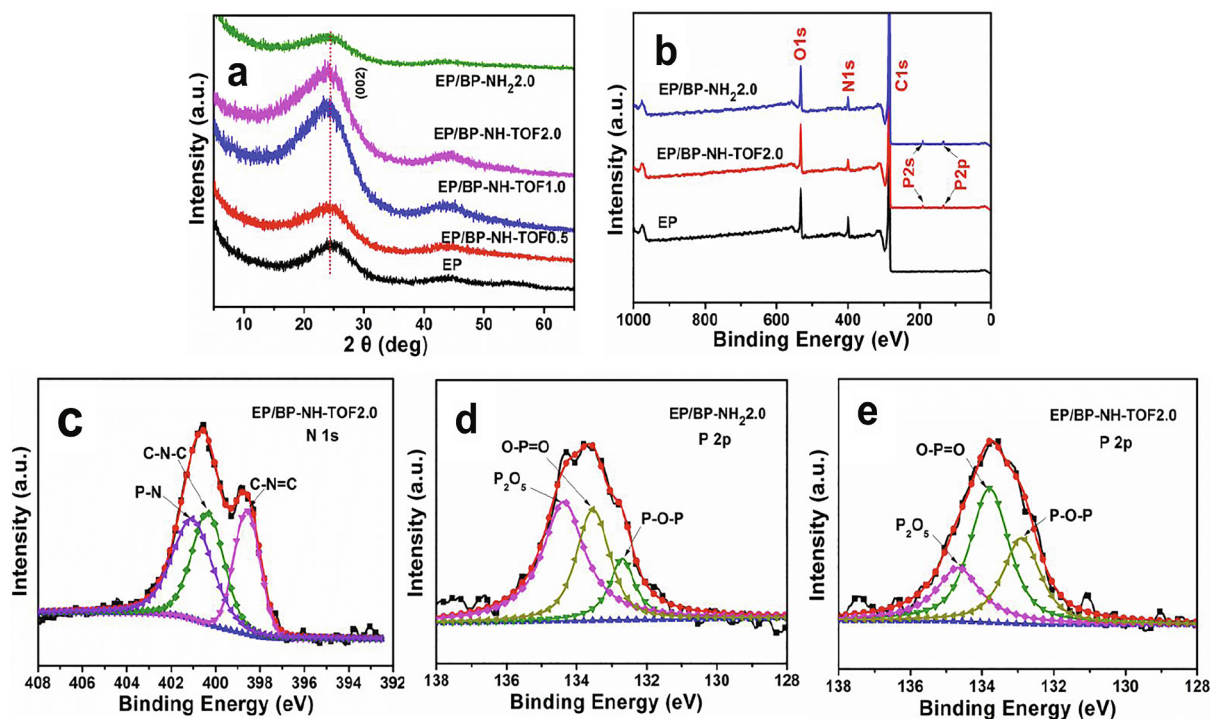 a
Intensity (a.u.)
EP/BP-NH₂2.0
(002)
EP/BP-NH-TOF2.0
EP/BP-NH-TOF1.0
EP/BP-NH-TOF0.5
EP
10 20 30 40 50 60
2 θ (deg)
b
Intensity (a.u.)
O1s
N1s
C1s
EP/BP-NH₂2.0
P2s
P2p
EP/BP-NH-TOF2.0
EP
1000 800 600 400 200 0
Binding Energy (eV)
c
Intensity (a.u.)
EP/BP-NH-TOF2.0
N 1s
C-N-C
P-N
C-N=C
408 406 404 402 400 398 396 394 392
Binding Energy (eV)
d
Intensity (a.u.)
EP/BP-NH₂2.0
P 2p
O-P=O
P₂O₅
P-O-P
138 136 134 132 130 128
Binding Energy (eV)
e
Intensity (a.u.)
EP/BP-NH-TOF2.0
P 2p
O-P=O
P₂O₅
P-O-P
138 136 134 132 130 128
Binding Energy (eV)